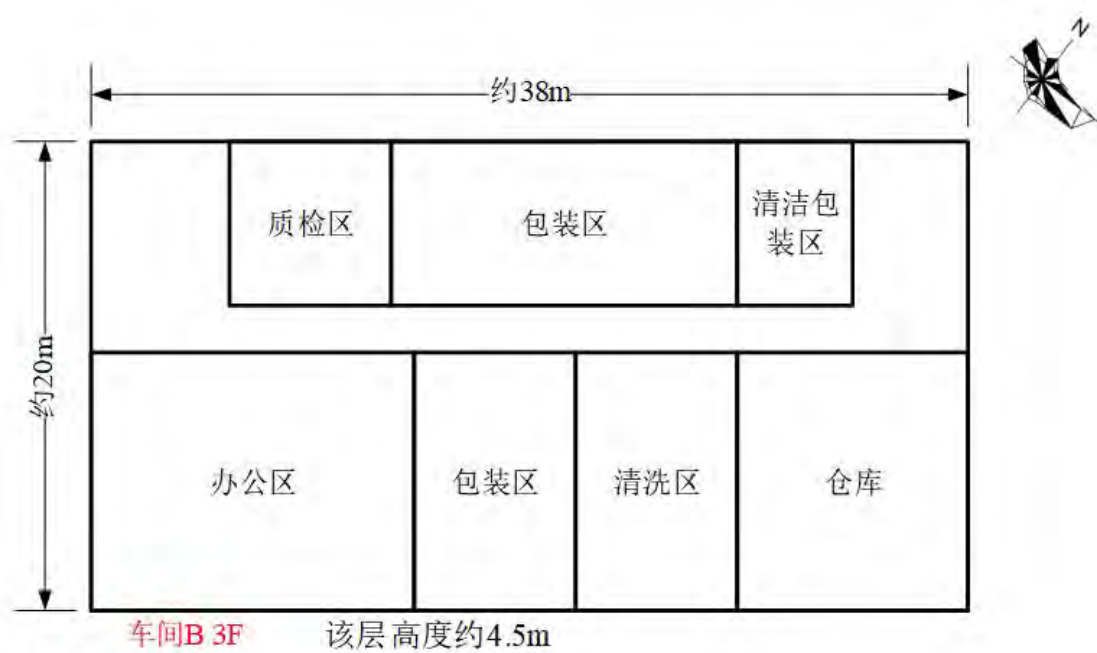 N
约38m
质检区
包装区
清洁包
装区
约20m
办公区
包装区
清洗区
仓库
车间B 3F
该层高度约4.5m